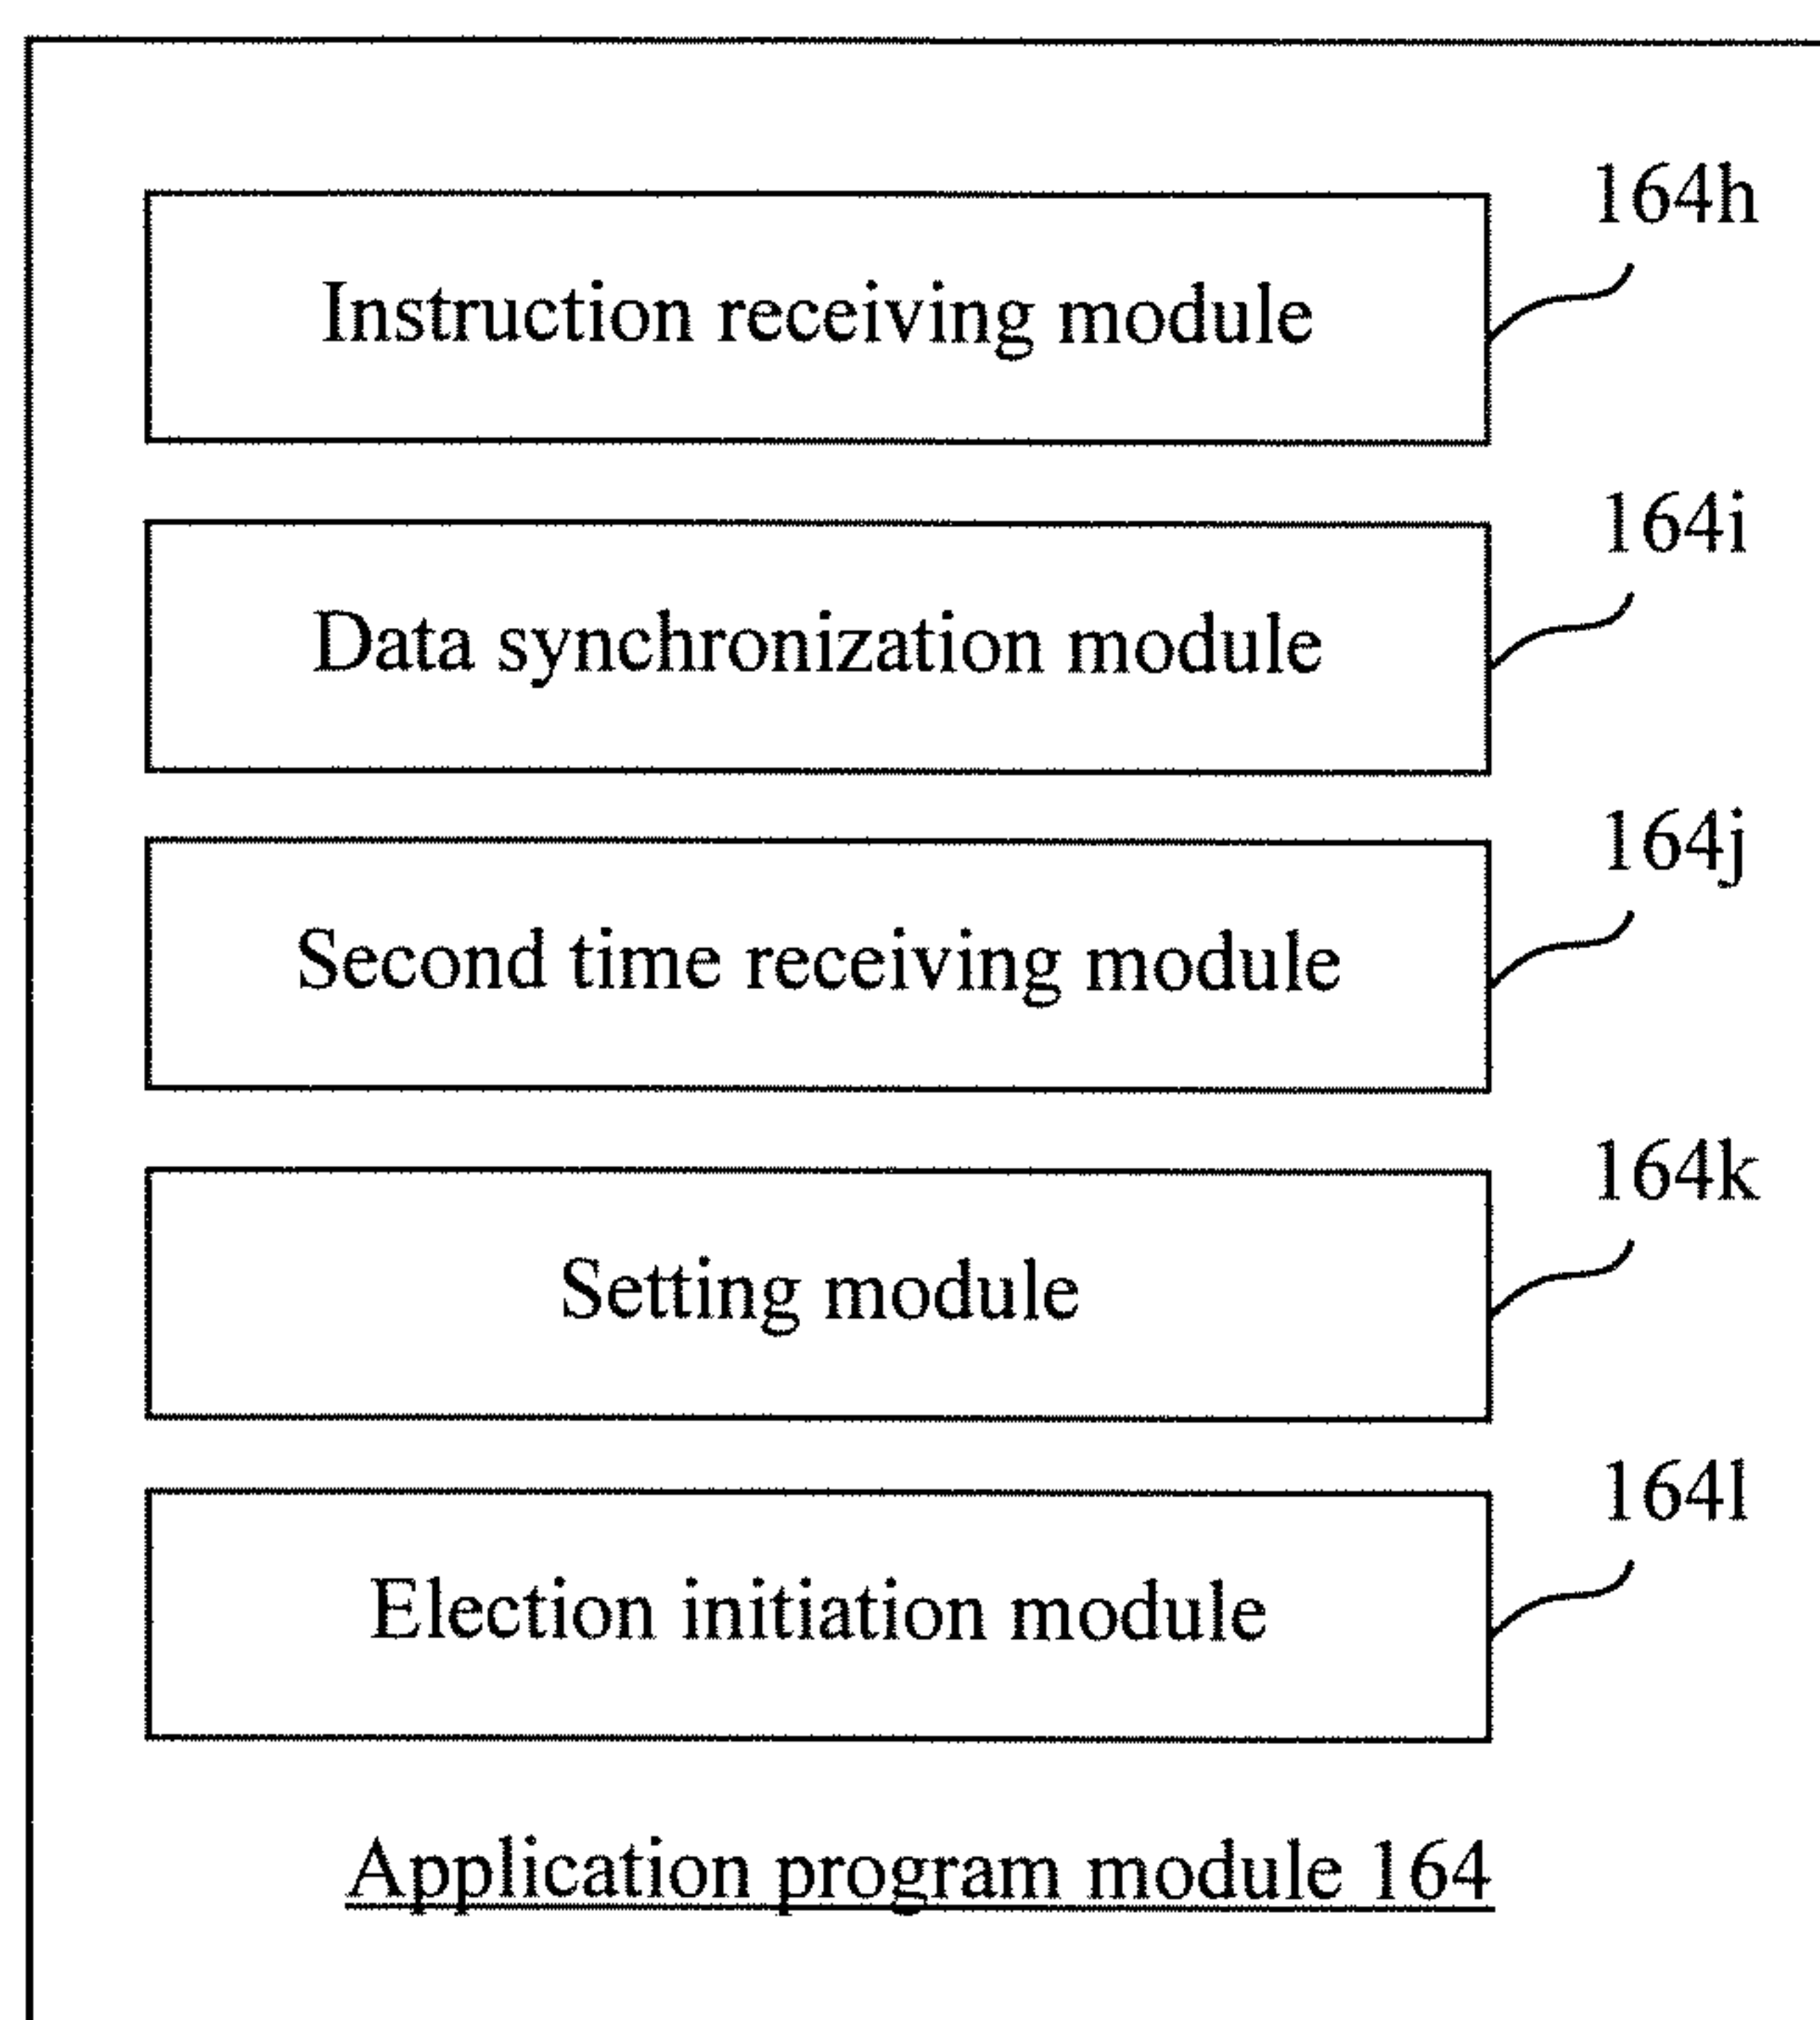 164h
Instruction receiving module
164i
Data synchronization module
164j
Second time receiving module
164k
Setting module
164l
Election initiation module
Application program module 164